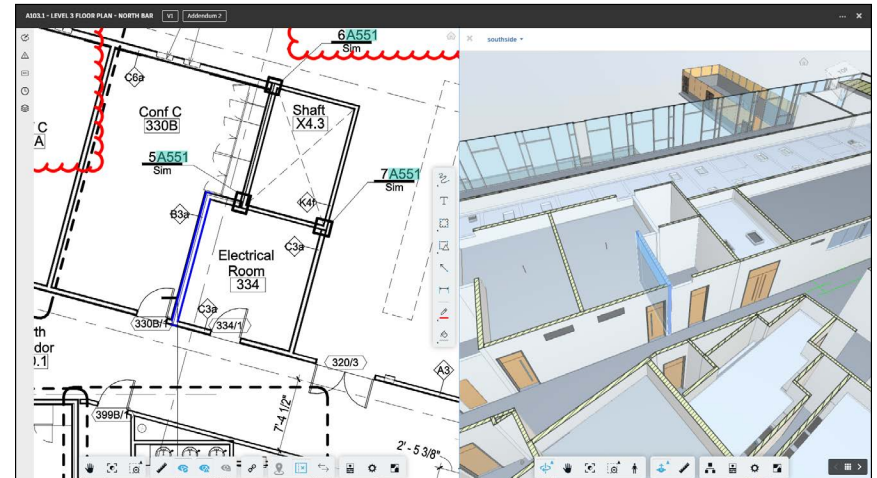 A103.1 - LEVEL 3 FLOOR PLAN - NORTH BAR
V1
Addendum 2
southside
TOP
6A551
Sim
C6a
Conf C
330B
Shaft
X4.3
C
A
5A551
Sim
7A551
Sim
K4f
B3a
C3a
Electrical
Room
334
C3a
330B/1
334/1
th
dor
0.1
320/3
A3
399B/1
7'-4 1/2"
2'-5 3/8"